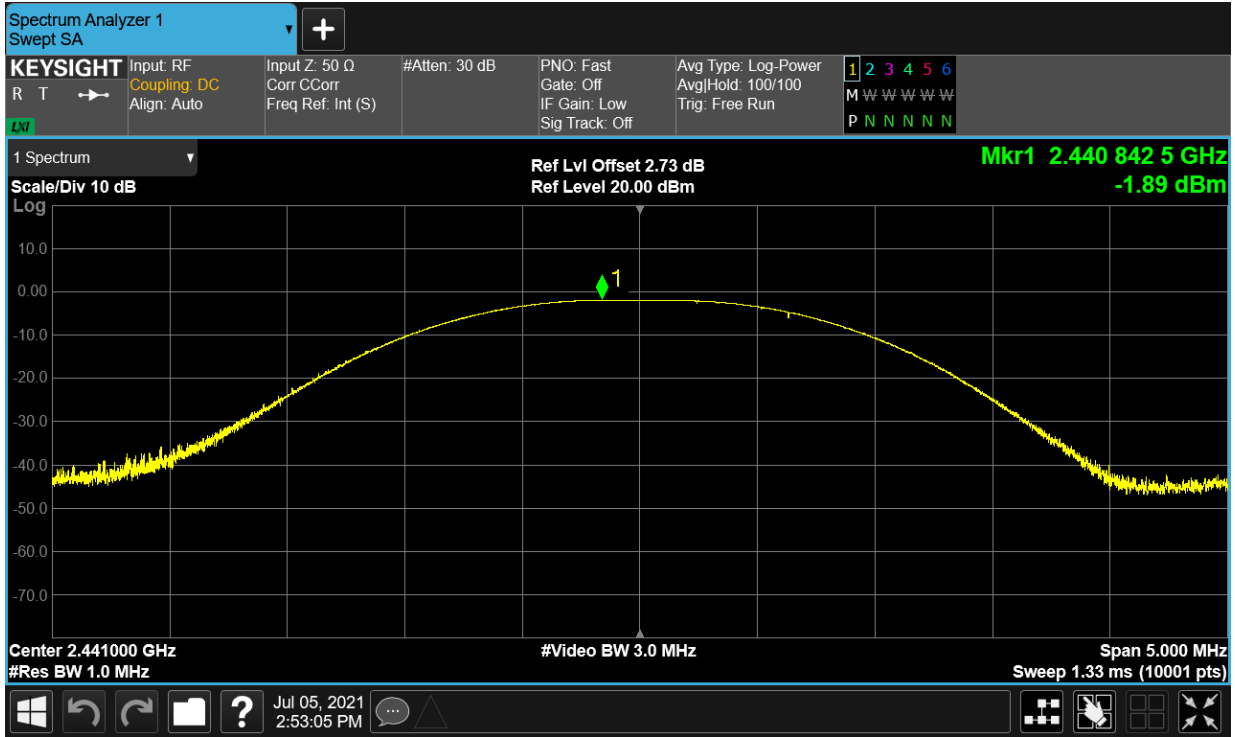 Spectrum Analyzer 1
Swept SA
KEYSIGHT
R T
LXI
Input: RF
Coupling: DC
Align: Auto
Input Z: 50 Ω
Corr CCorr
Freq Ref: Int (S)
#Atten: 30 dB
PNO: Fast
Gate: Off
IF Gain: Low
Sig Track: Off
Avg Type: Log-Power
Avg|Hold: 100/100
Trig: Free Run
1 2 3 4 5 6
M W W W W W
P N N N N N
1 Spectrum
Scale/Div 10 dB
Ref Lvl Offset 2.73 dB
Ref Level 20.00 dBm
Mkr1 2.440 842 5 GHz
-1.89 dBm
Log
10.0
0.00
-10.0
-20.0
-30.0
-40.0
-50.0
-60.0
-70.0
1
Center 2.441000 GHz
#Res BW 1.0 MHz
#Video BW 3.0 MHz
Span 5.000 MHz
Sweep 1.33 ms (10001 pts)
?
Jul 05, 2021
2:53:05 PM